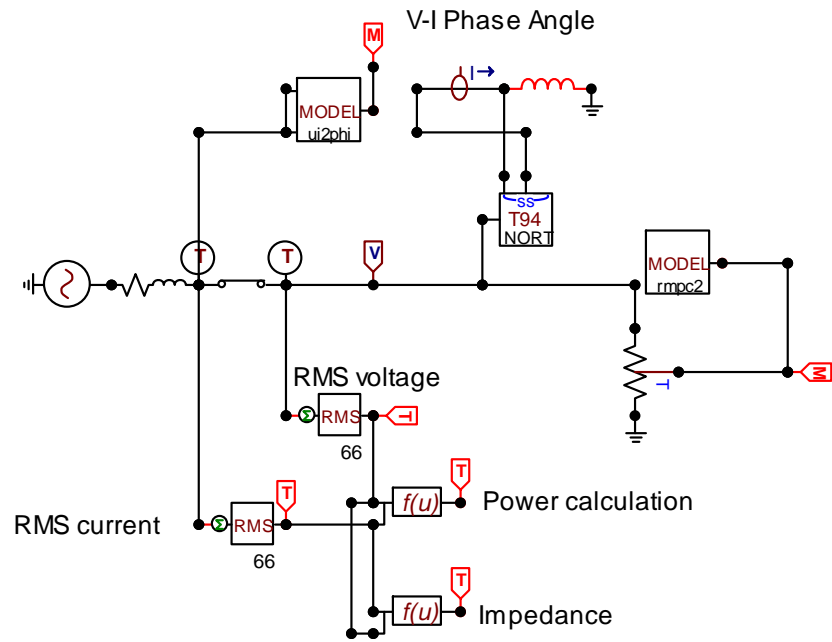 V-I Phase Angle
M
I
MODEL
ui2phi
SS
T94
NORT
T
T
V
MODEL
rmpc2
M
T
RMS voltage
Σ
RMS
T
66
T
f(u)
T
Power calculation
RMS current
Σ
RMS
66
T
f(u)
Impedance